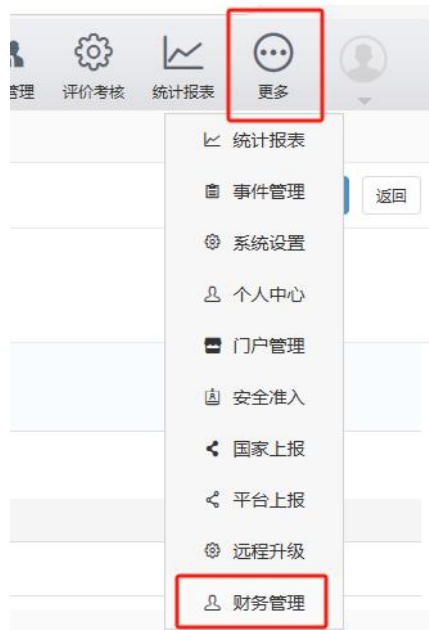 管理 评价考核 统计报表 更多
统计报表
事件管理
返回
系统设置
个人中心
门户管理
安全准入
国家上报
平台上报
远程升级
财务管理